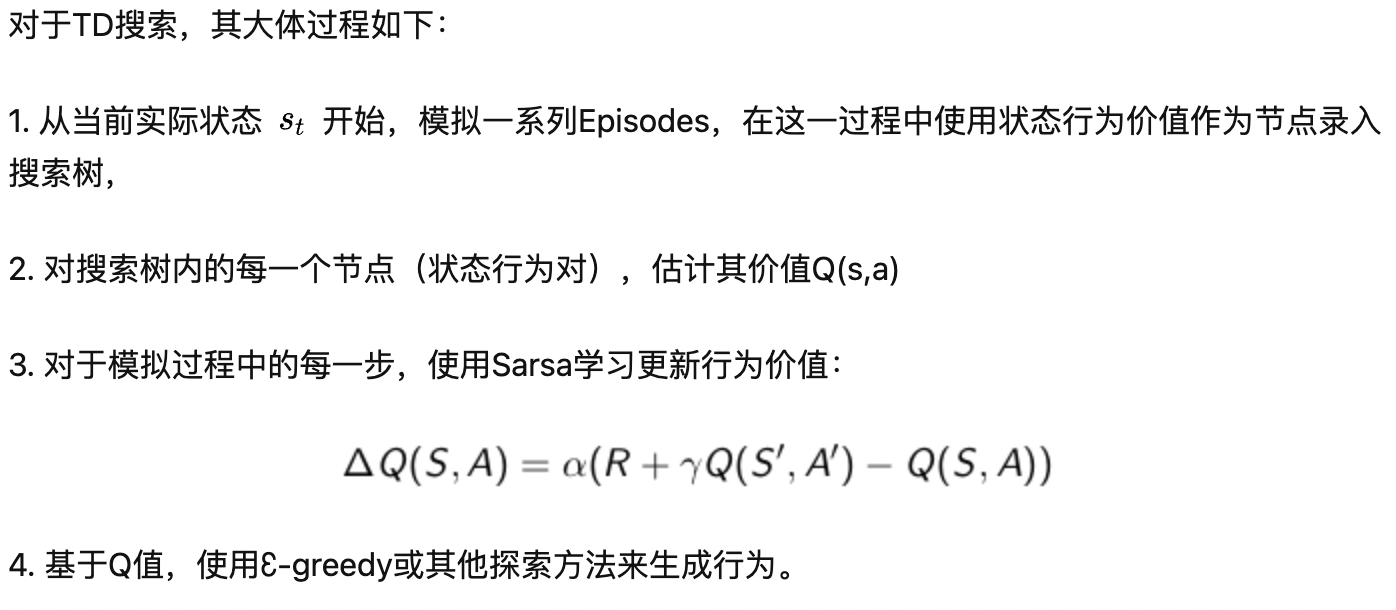 对于TD搜索，其大体过程如下：
1. 从当前实际状态 sₜ 开始，模拟一系列Episodes，在这一过程中使用状态行为价值作为节点录入
搜索树，
2. 对搜索树内的每一个节点（状态行为对），估计其价值Q(s,a)
3. 对于模拟过程中的每一步，使用Sarsa学习更新行为价值：
ΔQ(S, A) = α(R + γQ(S′, A′) − Q(S, A))
4. 基于Q值，使用Ɛ-greedy或其他探索方法来生成行为。